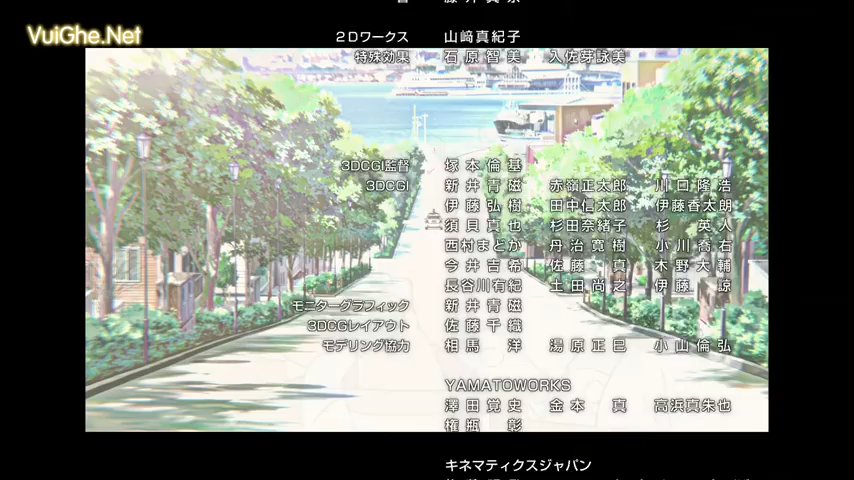 VuiGhe.Net
2Dワークス 山﨑真紀子
特殊効果 石原智美 入佐芽詠美
3DCGI監督 塚本倫基
3DCGI 新井青磁 赤嶺正太郎 川口隆浩
伊藤弘樹 田中信太郎 伊藤香太朗
須貝真也 杉田奈緒子 杉 英人
西村まどか 丹治寛樹 小川喬右
今井吉希 佐藤 真 木野大輔
長谷川有紀 土田尚之 伊藤 諒
モニターグラフィック 新井青磁
3DCGレイアウト 佐藤千織
モデリング協力 相馬 洋 湯原正巳 小山倫弘
YAMATOWORKS
澤田覚史 金本 真 高浜真朱也
権瓶 彰
キネマティクスジャパン